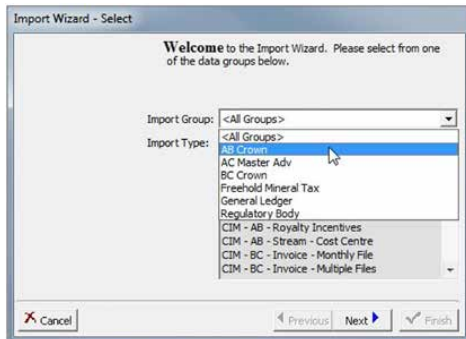 Import Wizard - Select
Welcome to the Import Wizard. Please select from one
of the data groups below.
Import Group: <All Groups>
<All Groups>
Import Type: AB Crown
AC Master Adv
BC Crown
Freehold Mineral Tax
General Ledger
Regulatory Body
CIM - AB - Royalty Incentives
CIM - AB - Stream - Cost Centre
CIM - BC - Invoice - Monthly File
CIM - BC - Invoice - Multiple Files
Cancel Previous Next Finish